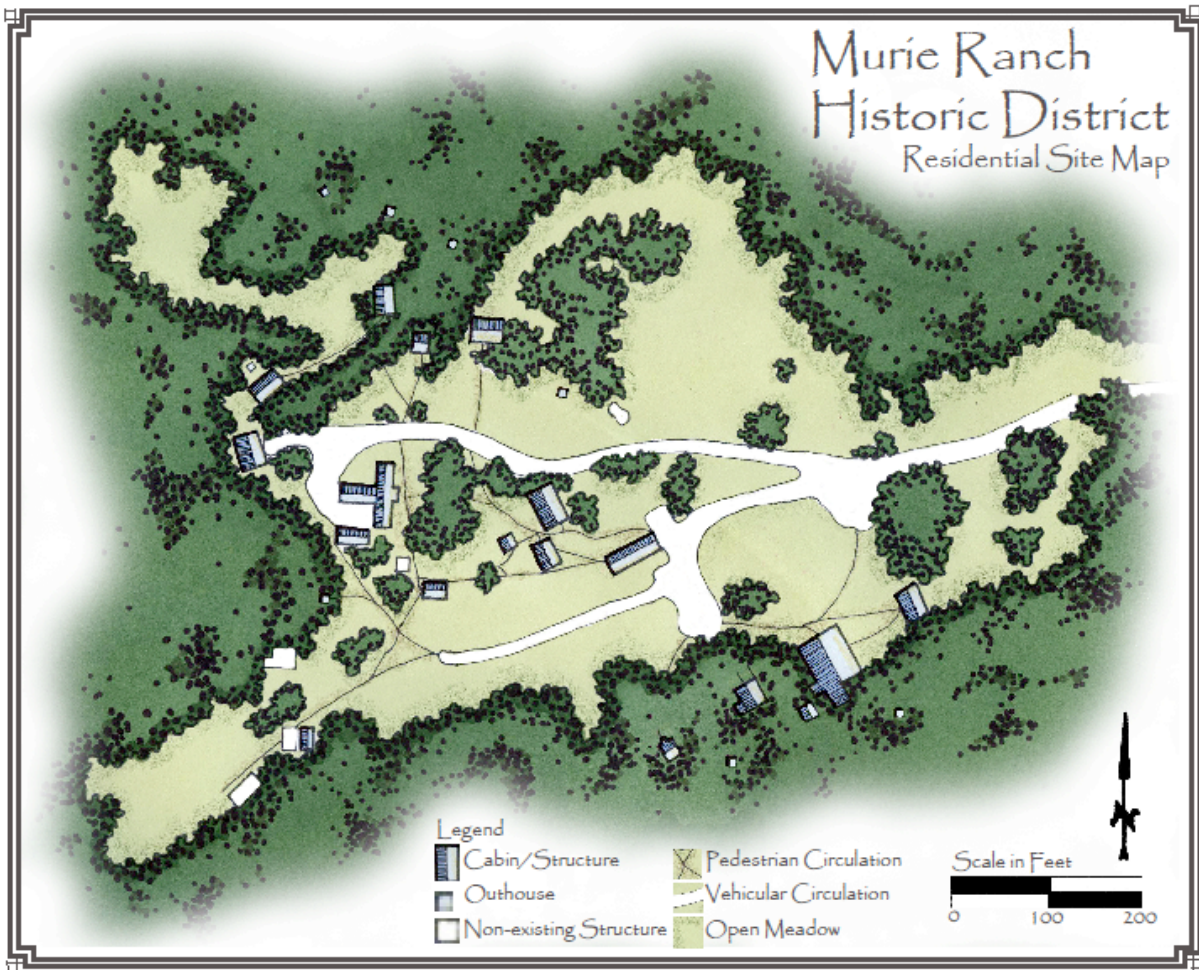 Murie Ranch
Historic District
Residential Site Map
Legend
Cabin/Structure
Outhouse
Non-existing Structure
Pedestrian Circulation
Vehicular Circulation
Open Meadow
Scale in Feet
0 100 200
N